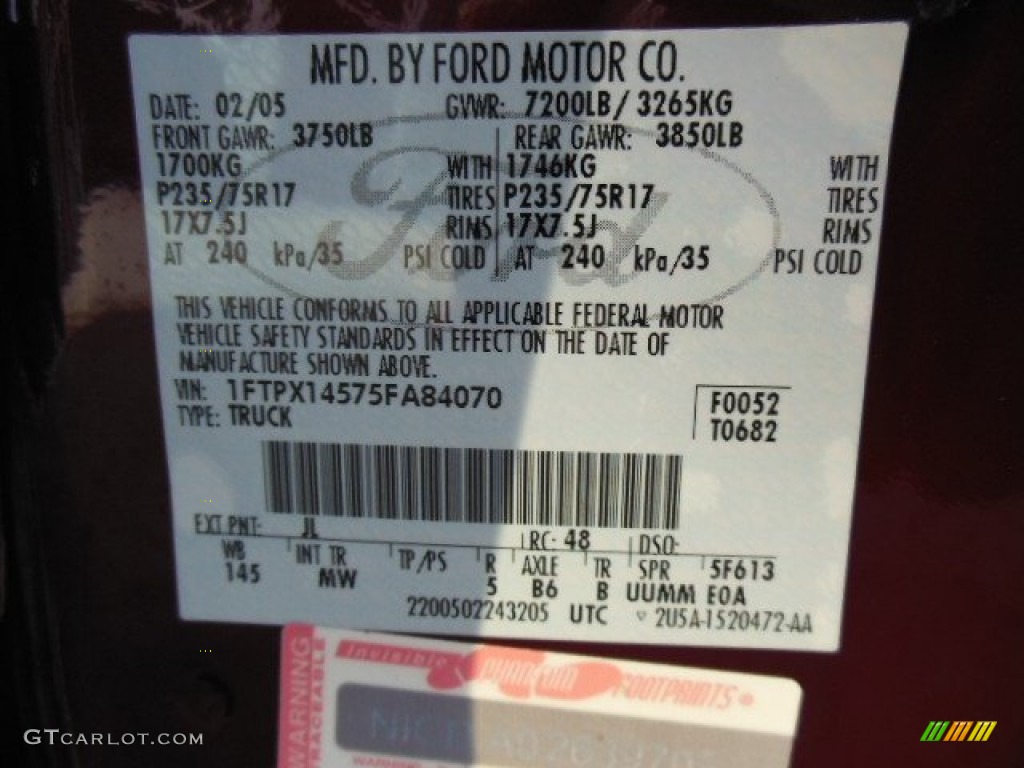 MFD. BY FORD MOTOR CO.
DATE: 02/05 GVWR: 7200LB/ 3265KG
FRONT GAWR: 3750LB REAR GAWR: 3850LB
1700KG WITH 1746KG WITH
P235/75R17 TIRES P235/75R17 TIRES
17X7.5J RIMS 17X7.5J RIMS
AT 240 kPa/35 PSI COLD AT 240 kPa/35 PSI COLD
Ford
THIS VEHICLE CONFORMS TO ALL APPLICABLE FEDERAL MOTOR
VEHICLE SAFETY STANDARDS IN EFFECT ON THE DATE OF
MANUFACTURE SHOWN ABOVE.
VIN: 1FTPX14575FA84070 F0052
TYPE: TRUCK T0682
EXT PNT: JL RC: 48 DSO:
WB INT TR TP/PS R AXLE TR SPR 5F613
145 MW 5 B6 B UUMM E0A
2200502243205 UTC 2U5A-1520472-AA
WARNING
TRACEABLE
Invisible PHANTOM FOOTPRINTS
WARNING
GTCARLOT.COM